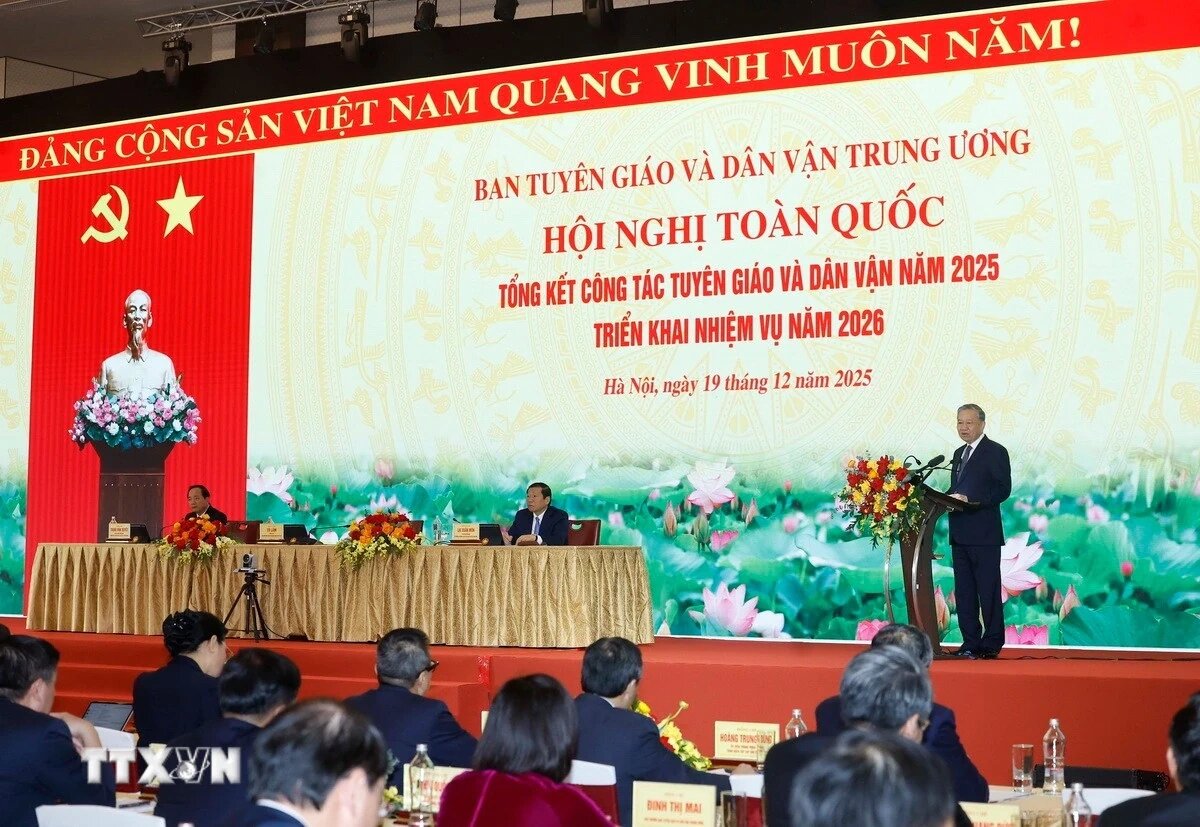 ĐẢNG CỘNG SẢN VIỆT NAM QUANG VINH MUÔN NĂM!
BAN TUYÊN GIÁO VÀ DÂN VẬN TRUNG ƯƠNG
HỘI NGHỊ TOÀN QUỐC
TỔNG KẾT CÔNG TÁC TUYÊN GIÁO VÀ DÂN VẬN NĂM 2025
TRIỂN KHAI NHIỆM VỤ NĂM 2026
Hà Nội, ngày 19 tháng 12 năm 2025
TÔ LÂM
HOÀNG TRUNG DŨNG
ĐINH THỊ MAI
TTXVN